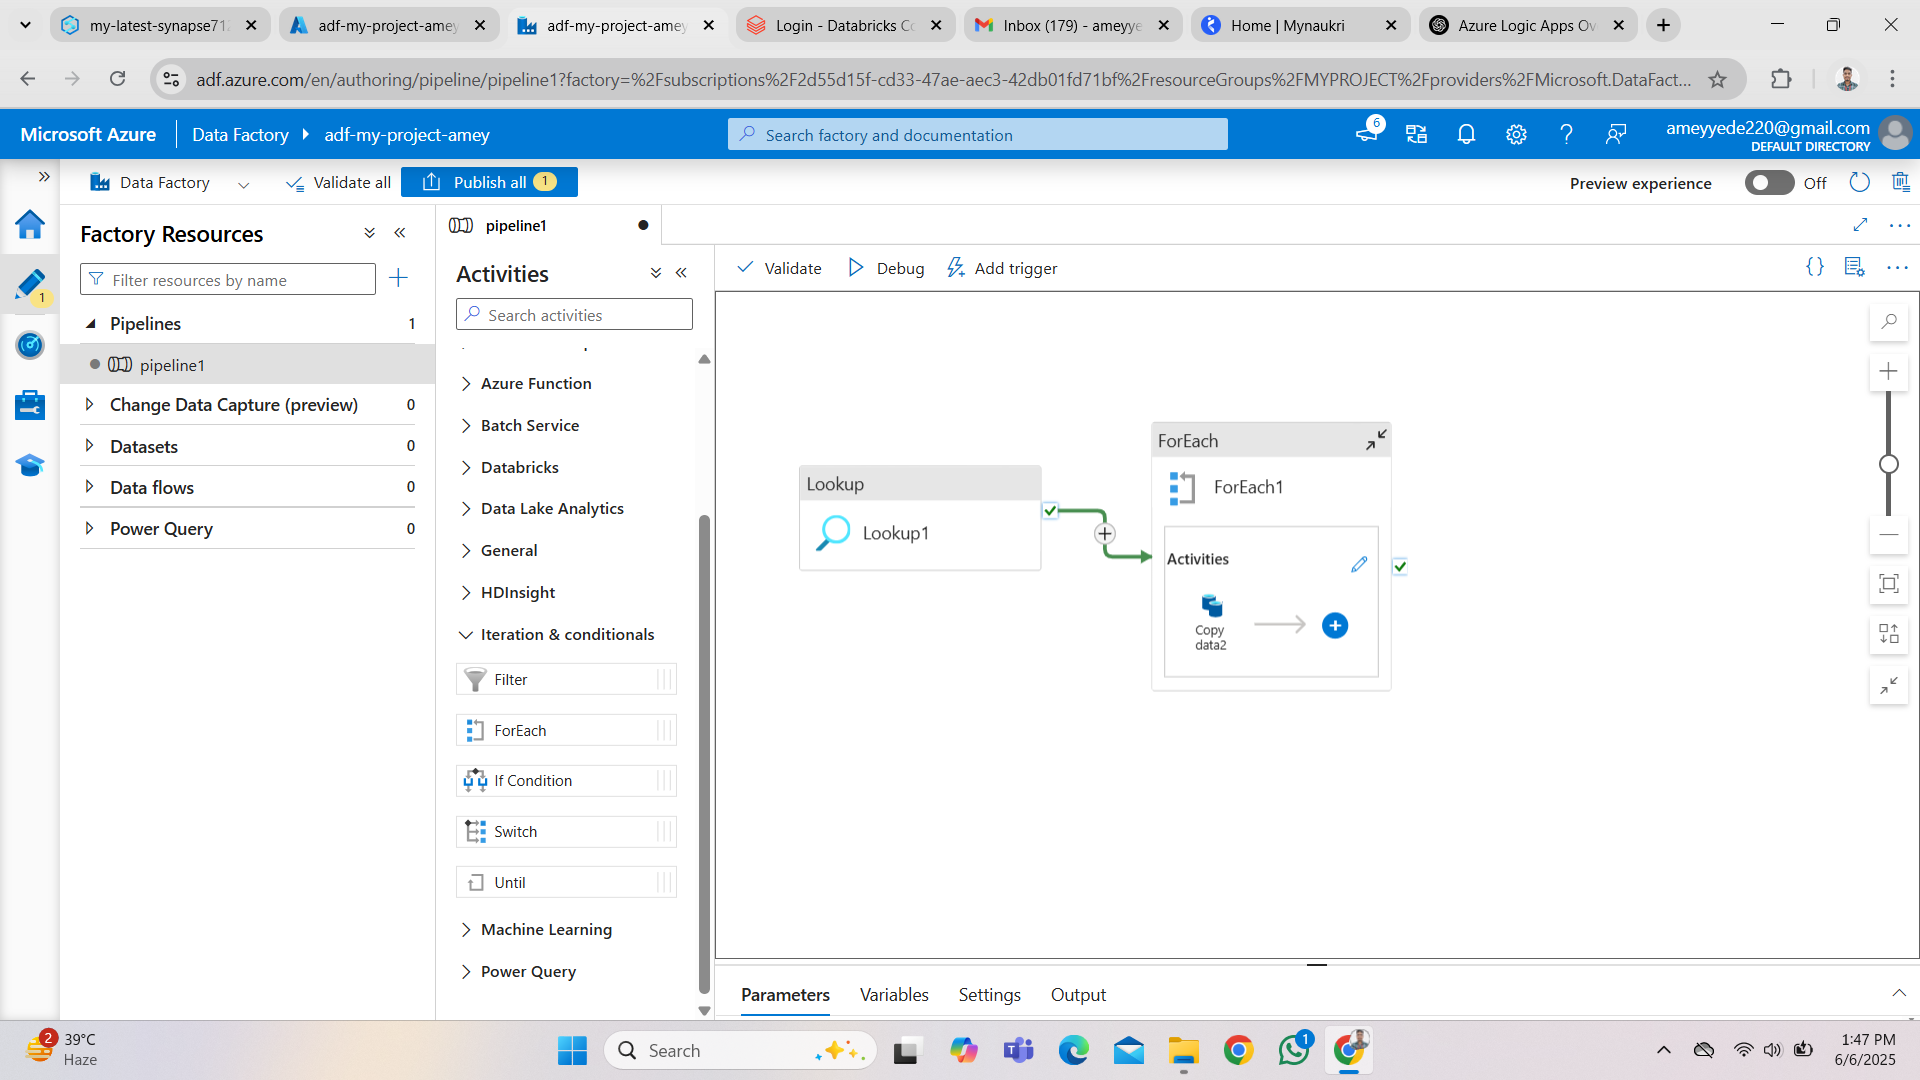 my-latest-synapse71
adf-my-project-amey
adf-my-project-amey
Login - Databricks Co
Inbox (179) - ameyye
Home | Mynaukri
Azure Logic Apps Ov
adf.azure.com/en/authoring/pipeline/pipeline1?factory=%2Fsubscriptions%2F2d55d15f-cd33-47ae-aec3-42db01fd71bf%2FresourceGroups%2FMYPROJECT%2Fproviders%2FMicrosoft.DataFact...
Microsoft Azure
Data Factory
adf-my-project-amey
Search factory and documentation
6
ameyyede220@gmail.com
DEFAULT DIRECTORY
Data Factory
Validate all
Publish all
1
Preview experience
Off
Factory Resources
pipeline1
Activities
Validate
Debug
Add trigger
Filter resources by name
Search activities
1
Pipelines
1
pipeline1
Change Data Capture (preview)
0
Datasets
0
Data flows
0
Power Query
0
Azure Function
Batch Service
Databricks
Data Lake Analytics
General
HDInsight
Iteration & conditionals
Filter
ForEach
If Condition
Switch
Until
Machine Learning
Power Query
Lookup
Lookup1
ForEach
ForEach1
Activities
Copy
data2
Parameters
Variables
Settings
Output
2
39°C
Haze
Search
1
1:47 PM
6/6/2025